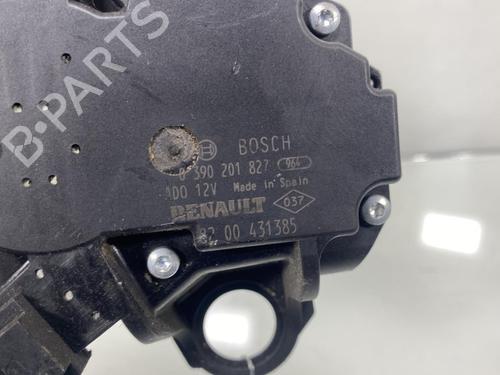 B-PARTS
BOSCH
0 390 201 827 964
ADO 12V Made in Spain
RENAULT 037
82 00 431385